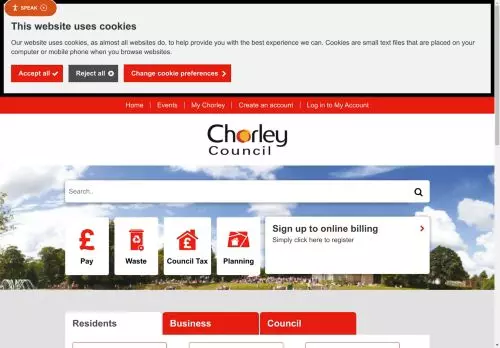 SPEAK
This website uses cookies
Our website uses cookies, as almost all websites do, to help provide you with the best experience we can. Cookies are small text files that are placed on your
computer or mobile phone when you browse websites.
Accept all Reject all Change cookie preferences
Home Events My Chorley Create an account Log in to My Account
Chorley
Council
Search..
Pay Waste Council Tax Planning
Sign up to online billing
Simply click here to register
Residents Business Council